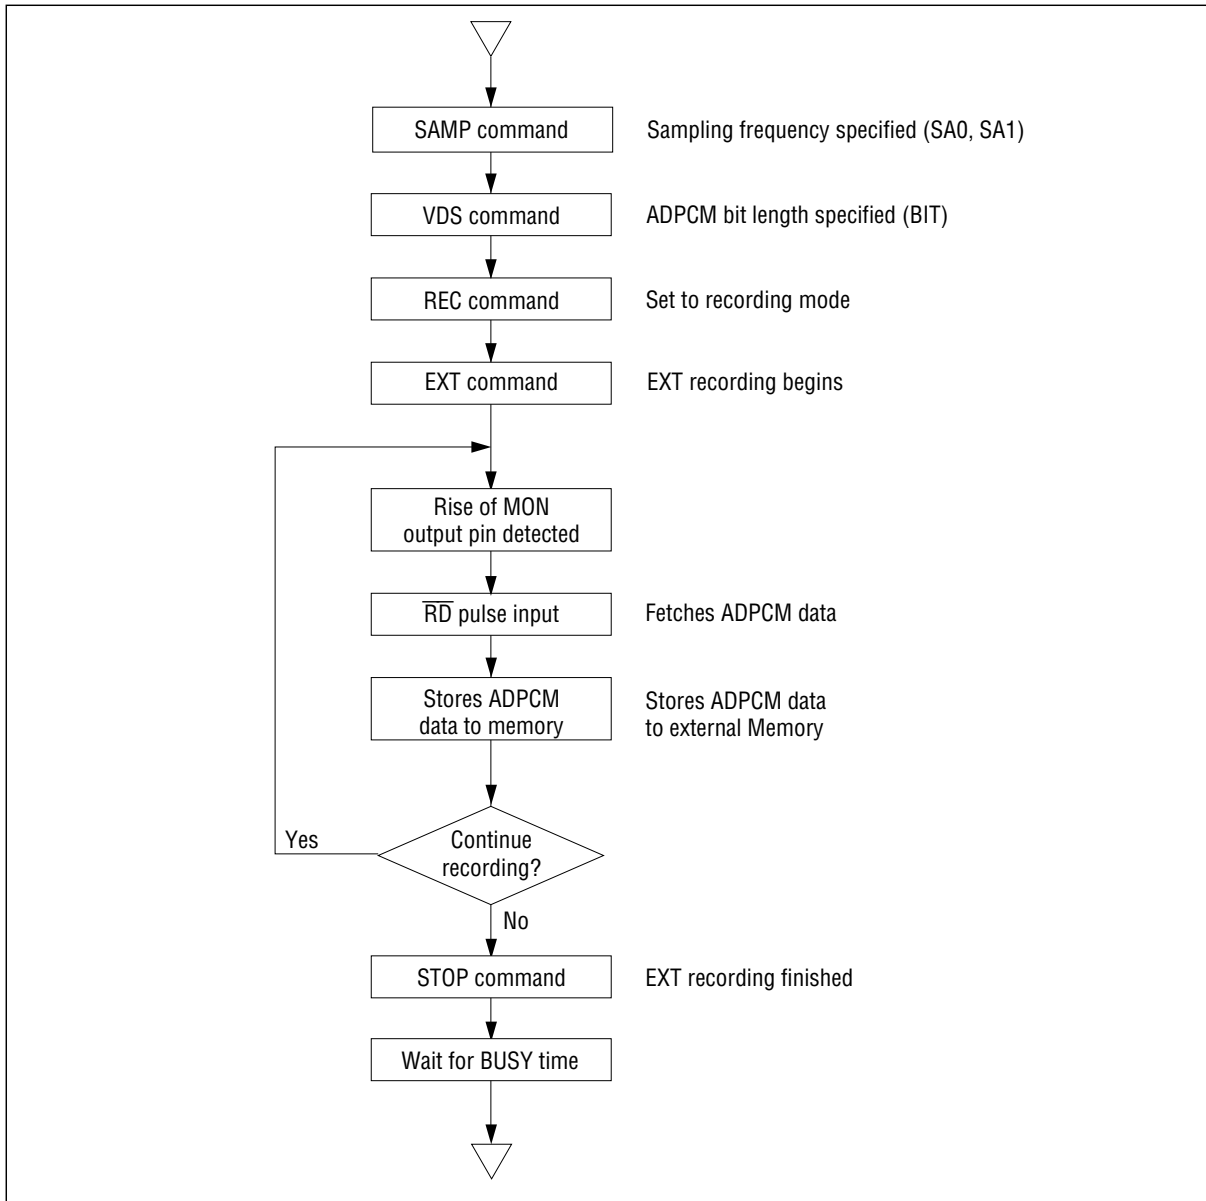 SAMP command
Sampling frequency specified (SA0, SA1)
VDS command
ADPCM bit length specified (BIT)
REC command
Set to recording mode
EXT command
EXT recording begins
Rise of MON
output pin detected
R̅D̅ pulse input
Fetches ADPCM data
Stores ADPCM
data to memory
Stores ADPCM data
to external Memory
Continue
recording?
Yes
No
STOP command
EXT recording finished
Wait for BUSY time